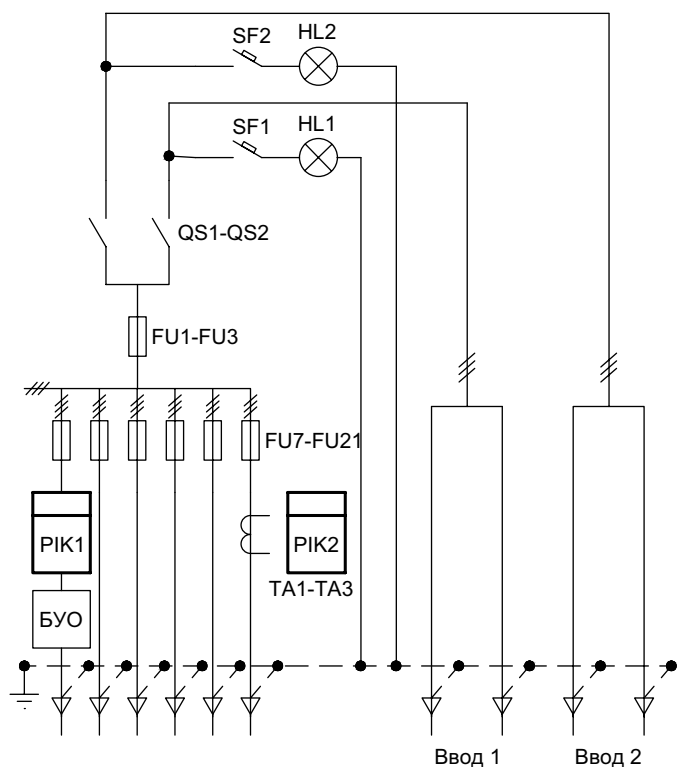 SF2 HL2
SF1 HL1
QS1-QS2
FU1-FU3
FU7-FU21
PIK1
PIK2
TA1-TA3
БУО
Ввод 1
Ввод 2